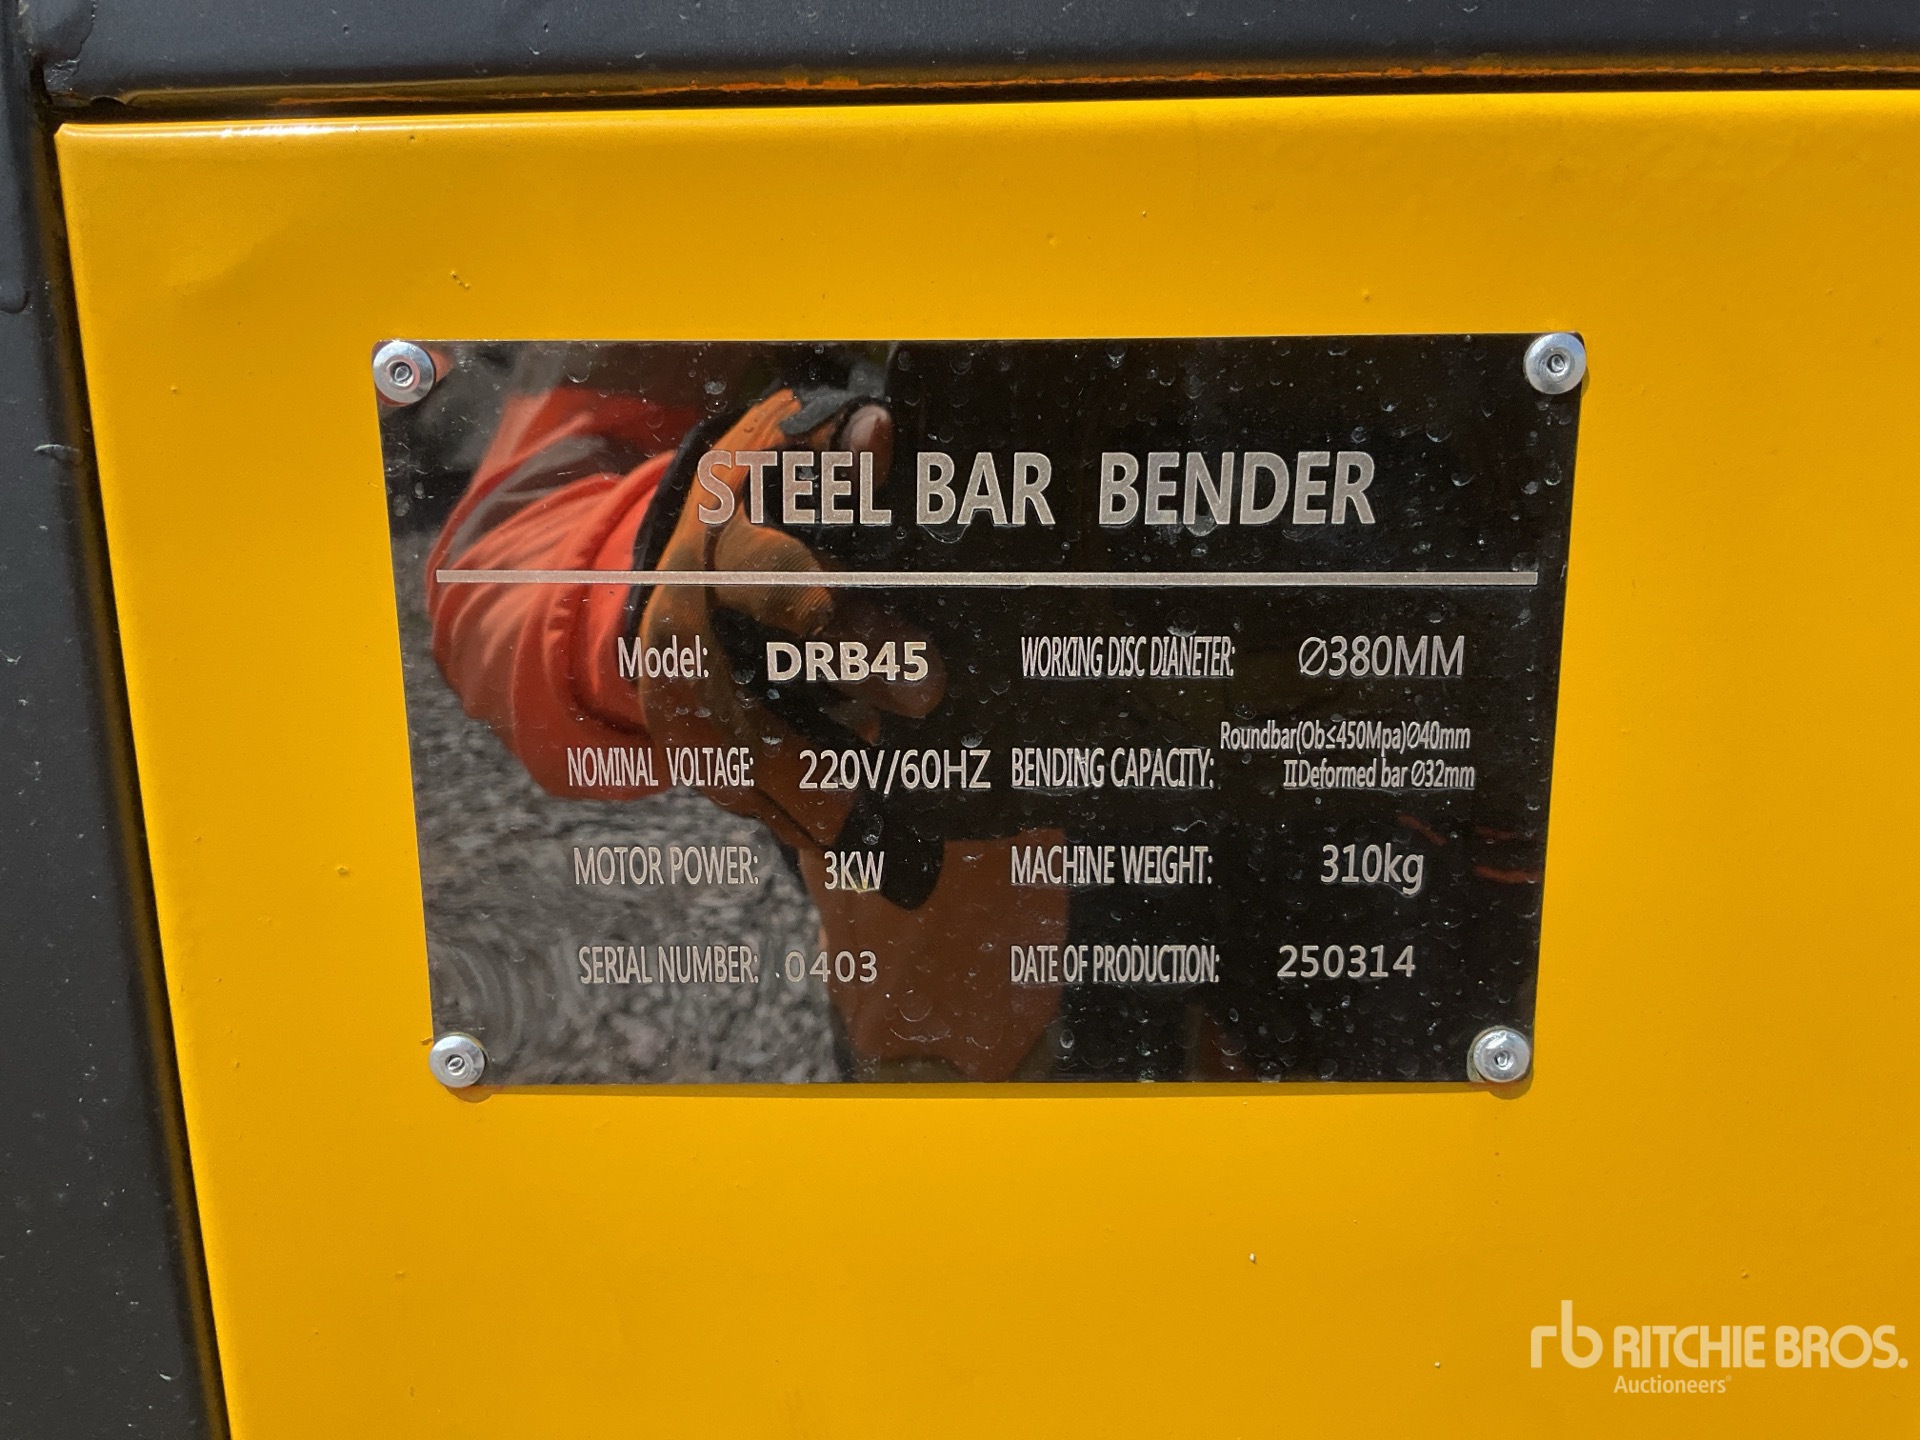 STEEL BAR BENDER
Model: DRB45
WORKING DISC DIANETER: Ø380MM
NOMINAL VOLTAGE: 220V/60HZ
BENDING CAPACITY: Roundbar(Ob≤450Mpa)Ø40mm
IIDeformed bar Ø32mm
MOTOR POWER: 3KW
MACHINE WEIGHT: 310kg
SERIAL NUMBER: 0403
DATE OF PRODUCTION: 250314
rb RITCHIE BROS.
Auctioneers